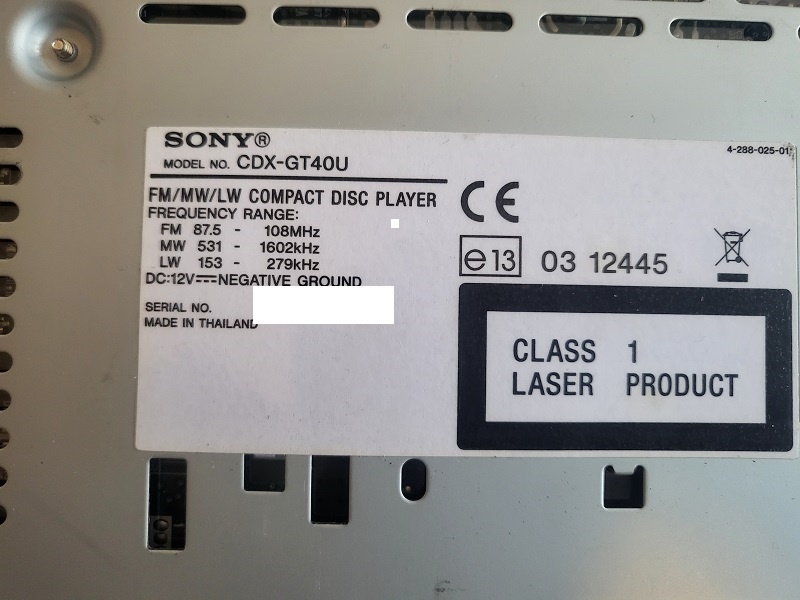 SONY®
MODEL NO. CDX-GT40U
FM/MW/LW COMPACT DISC PLAYER
FREQUENCY RANGE:
FM 87.5 - 108MHz
MW 531 - 1602kHz
LW 153 - 279kHz
DC:12V⎓NEGATIVE GROUND
SERIAL NO.
MADE IN THAILAND
4-288-025-01
CE
e13 03 12445
CLASS 1
LASER PRODUCT